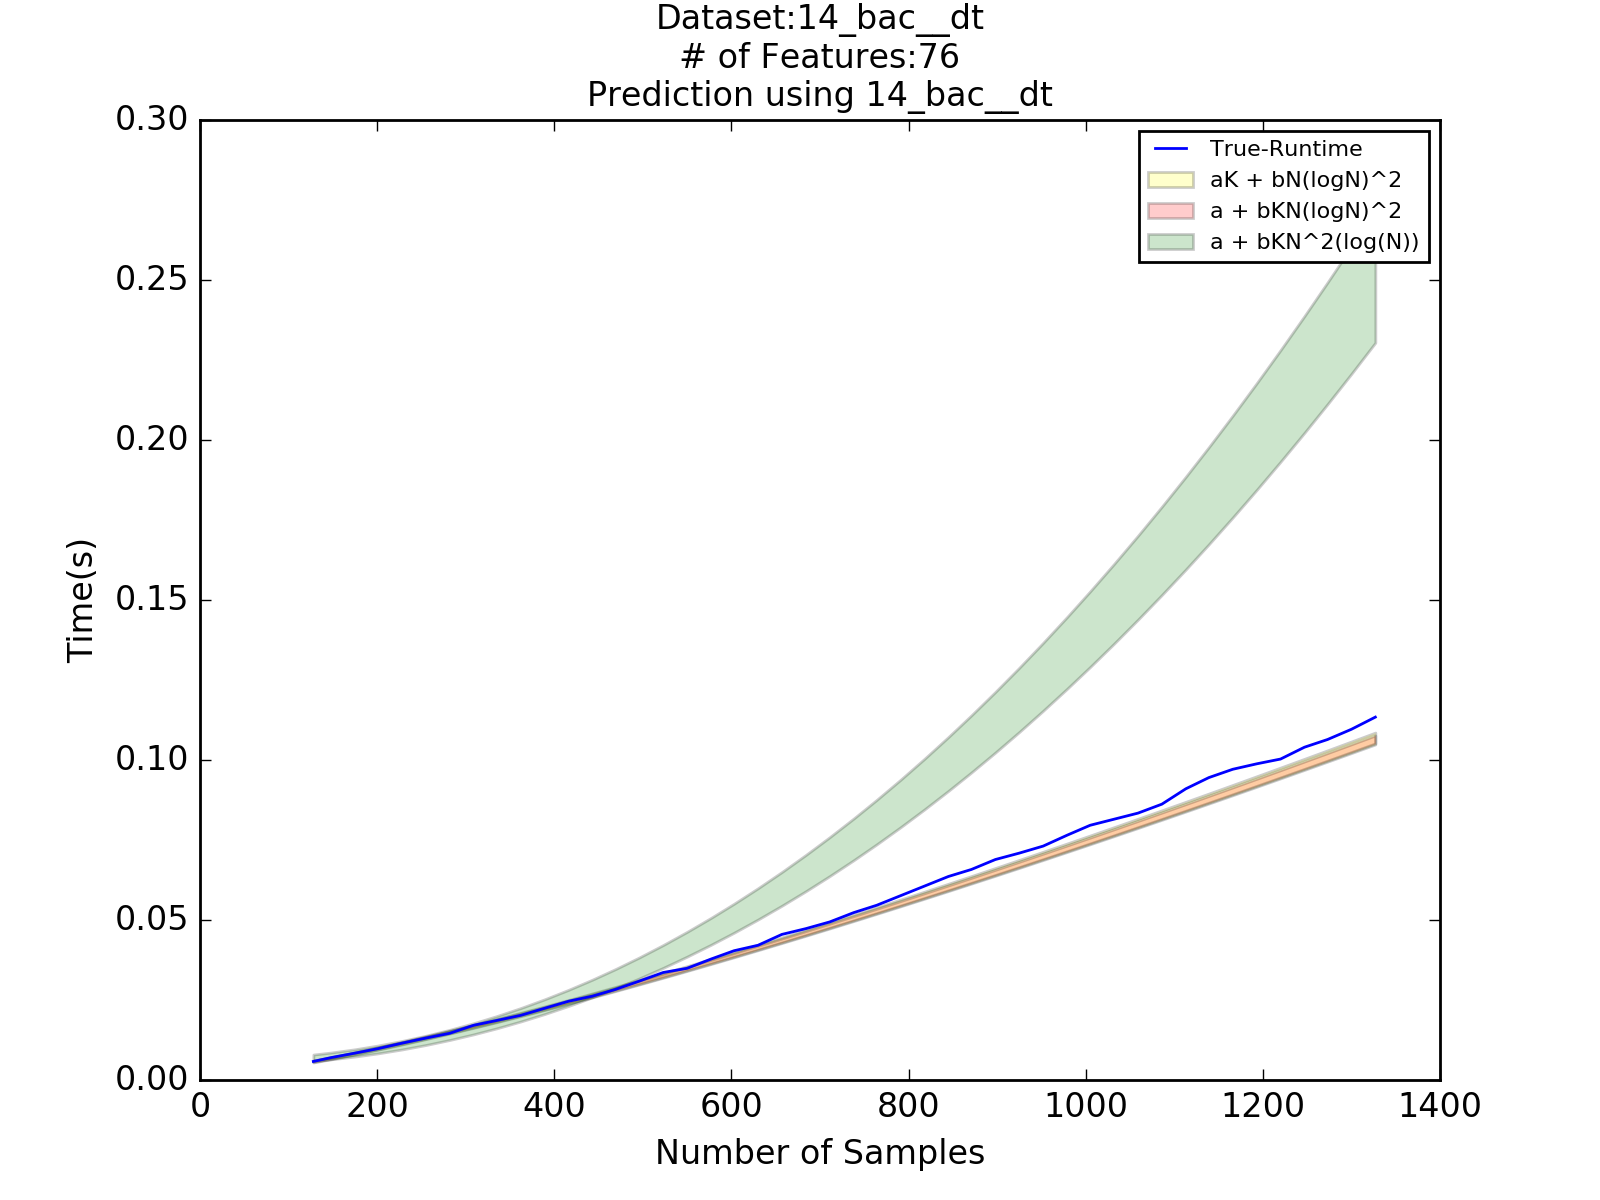 Dataset:14_bac__dt
# of Features:76
Prediction using 14_bac__dt
0.30
0.25
0.20
0.15
0.10
0.05
0.00
Time(s)
True-Runtime
aK + bN(logN)^2
a + bKN(logN)^2
a + bKN^2(log(N))
0 200 400 600 800 1000 1200 1400
Number of Samples